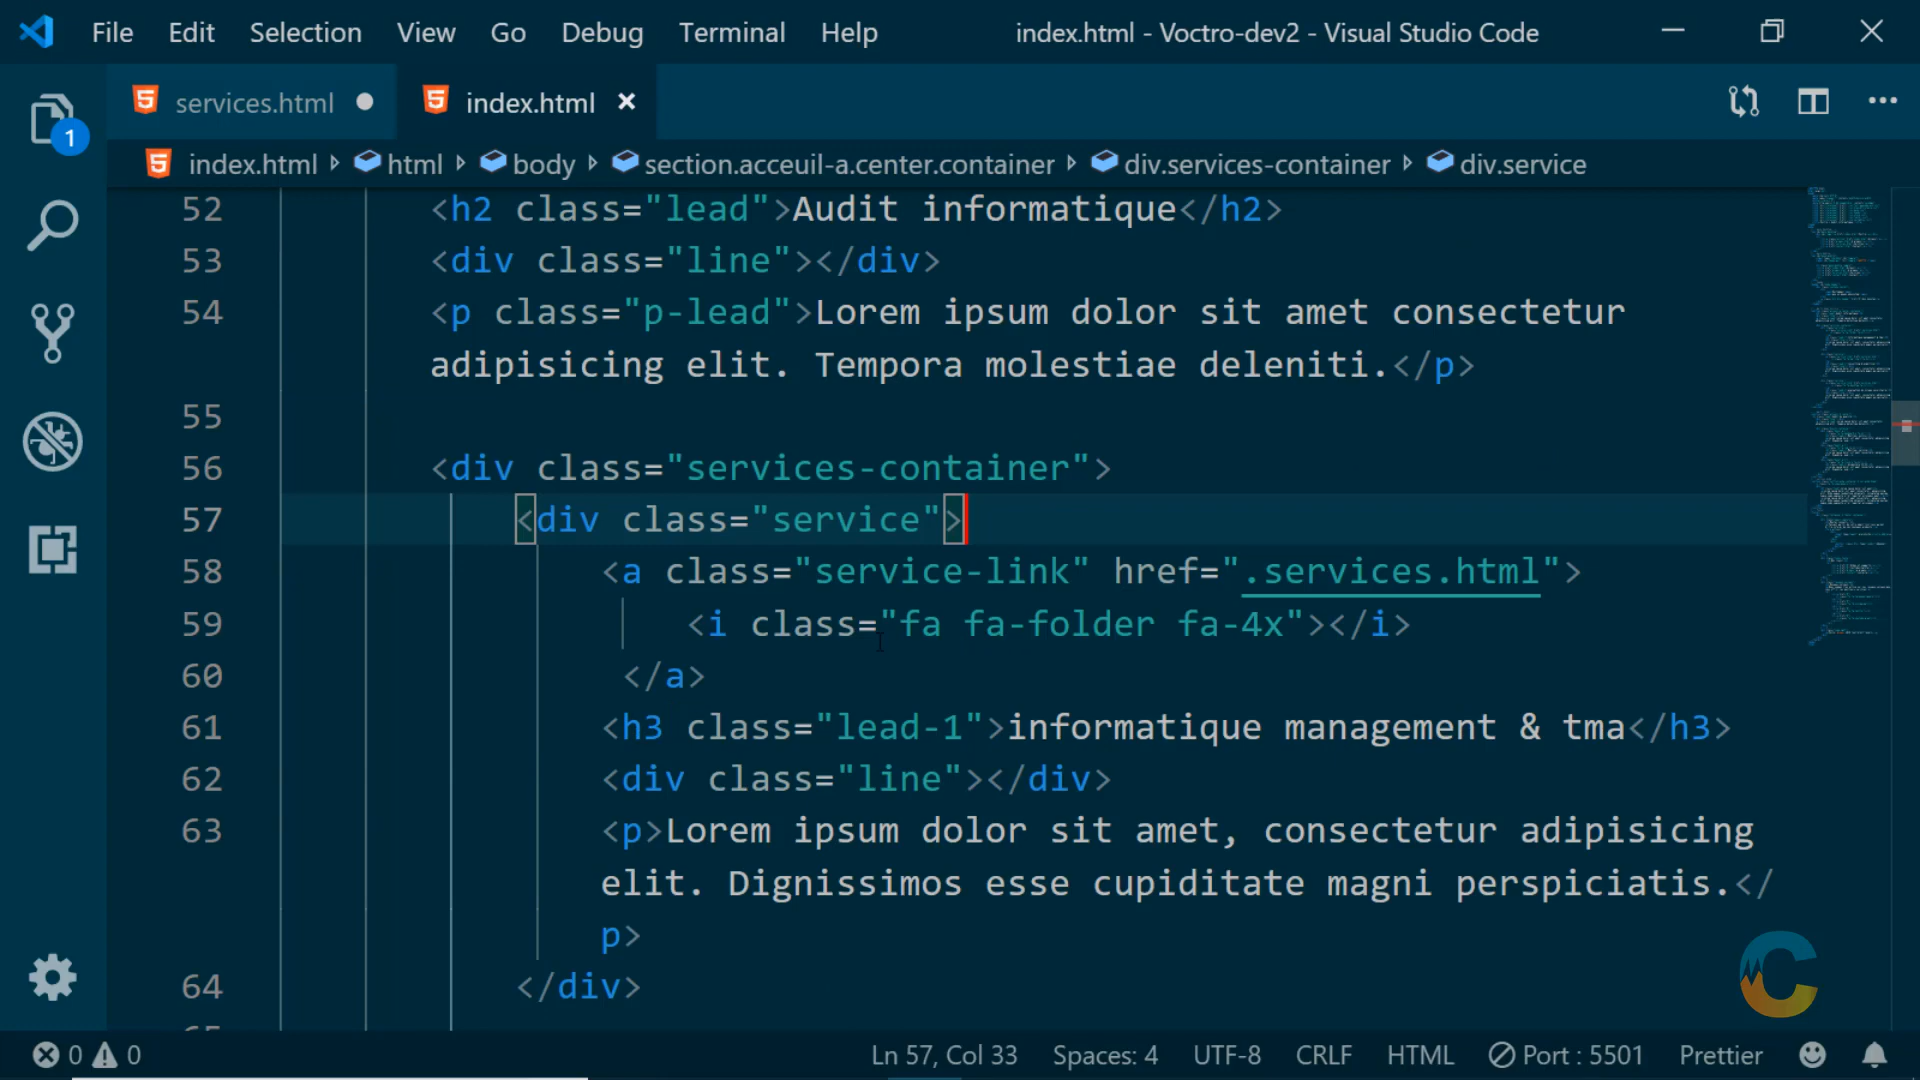 File Edit Selection View Go Debug Terminal Help index.html - Voctro-dev2 - Visual Studio Code
services.html index.html
1
index.html html body section.acceuil-a.center.container div.services-container div.service
52 <h2 class="lead">Audit informatique</h2>
53 <div class="line"></div>
54 <p class="p-lead">Lorem ipsum dolor sit amet consectetur
adipisicing elit. Tempora molestiae deleniti.</p>
55
56 <div class="services-container">
57 <div class="service">
58 <a class="service-link" href=".services.html">
59 <i class="fa fa-folder fa-4x"></i>
60 </a>
61 <h3 class="lead-1">informatique management & tma</h3>
62 <div class="line"></div>
63 <p>Lorem ipsum dolor sit amet, consectetur adipisicing
elit. Dignissimos esse cupiditate magni perspiciatis.</
p>
64 </div>
0 0 Ln 57, Col 33 Spaces: 4 UTF-8 CRLF HTML Port : 5501 Prettier